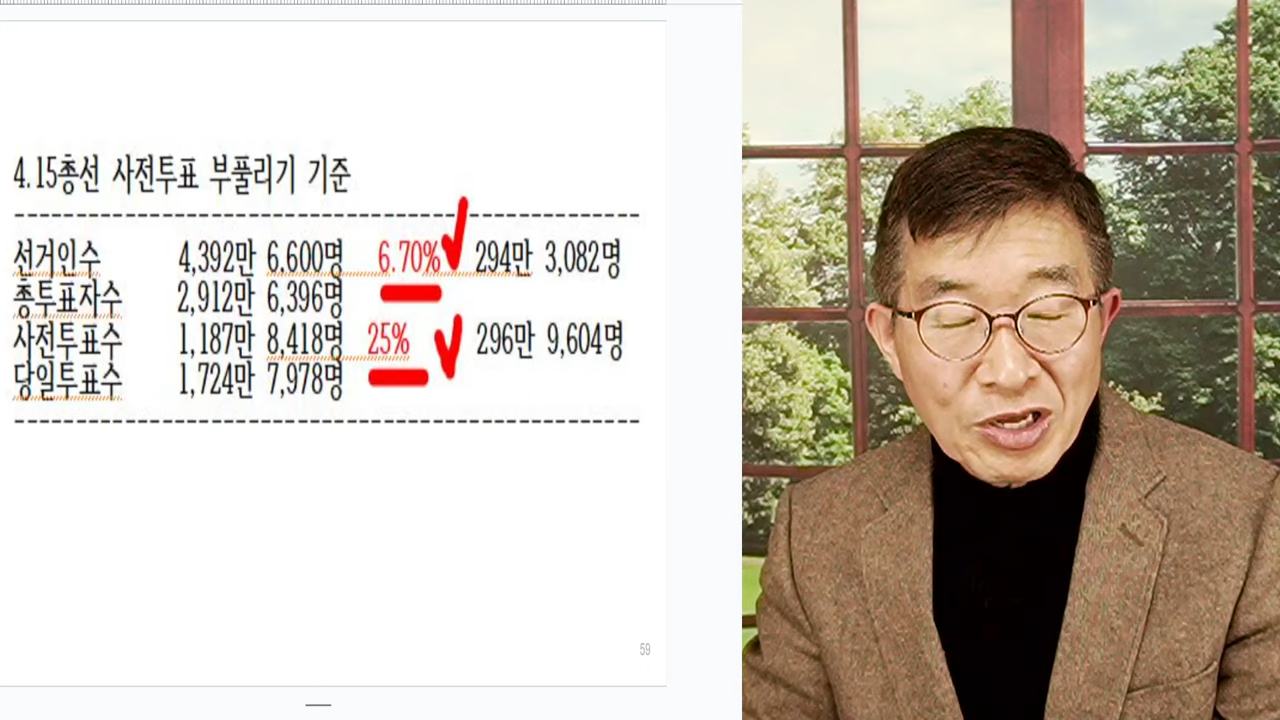 4.15총선 사전투표 부풀리기 기준
선거인수 4,392만 6,600명 6.70% 294만 3,082명
총투표자수 2,912만 6,396명
사전투표수 1,187만 8,418명 25% 296만 9,604명
당일투표수 1,724만 7,978명
59